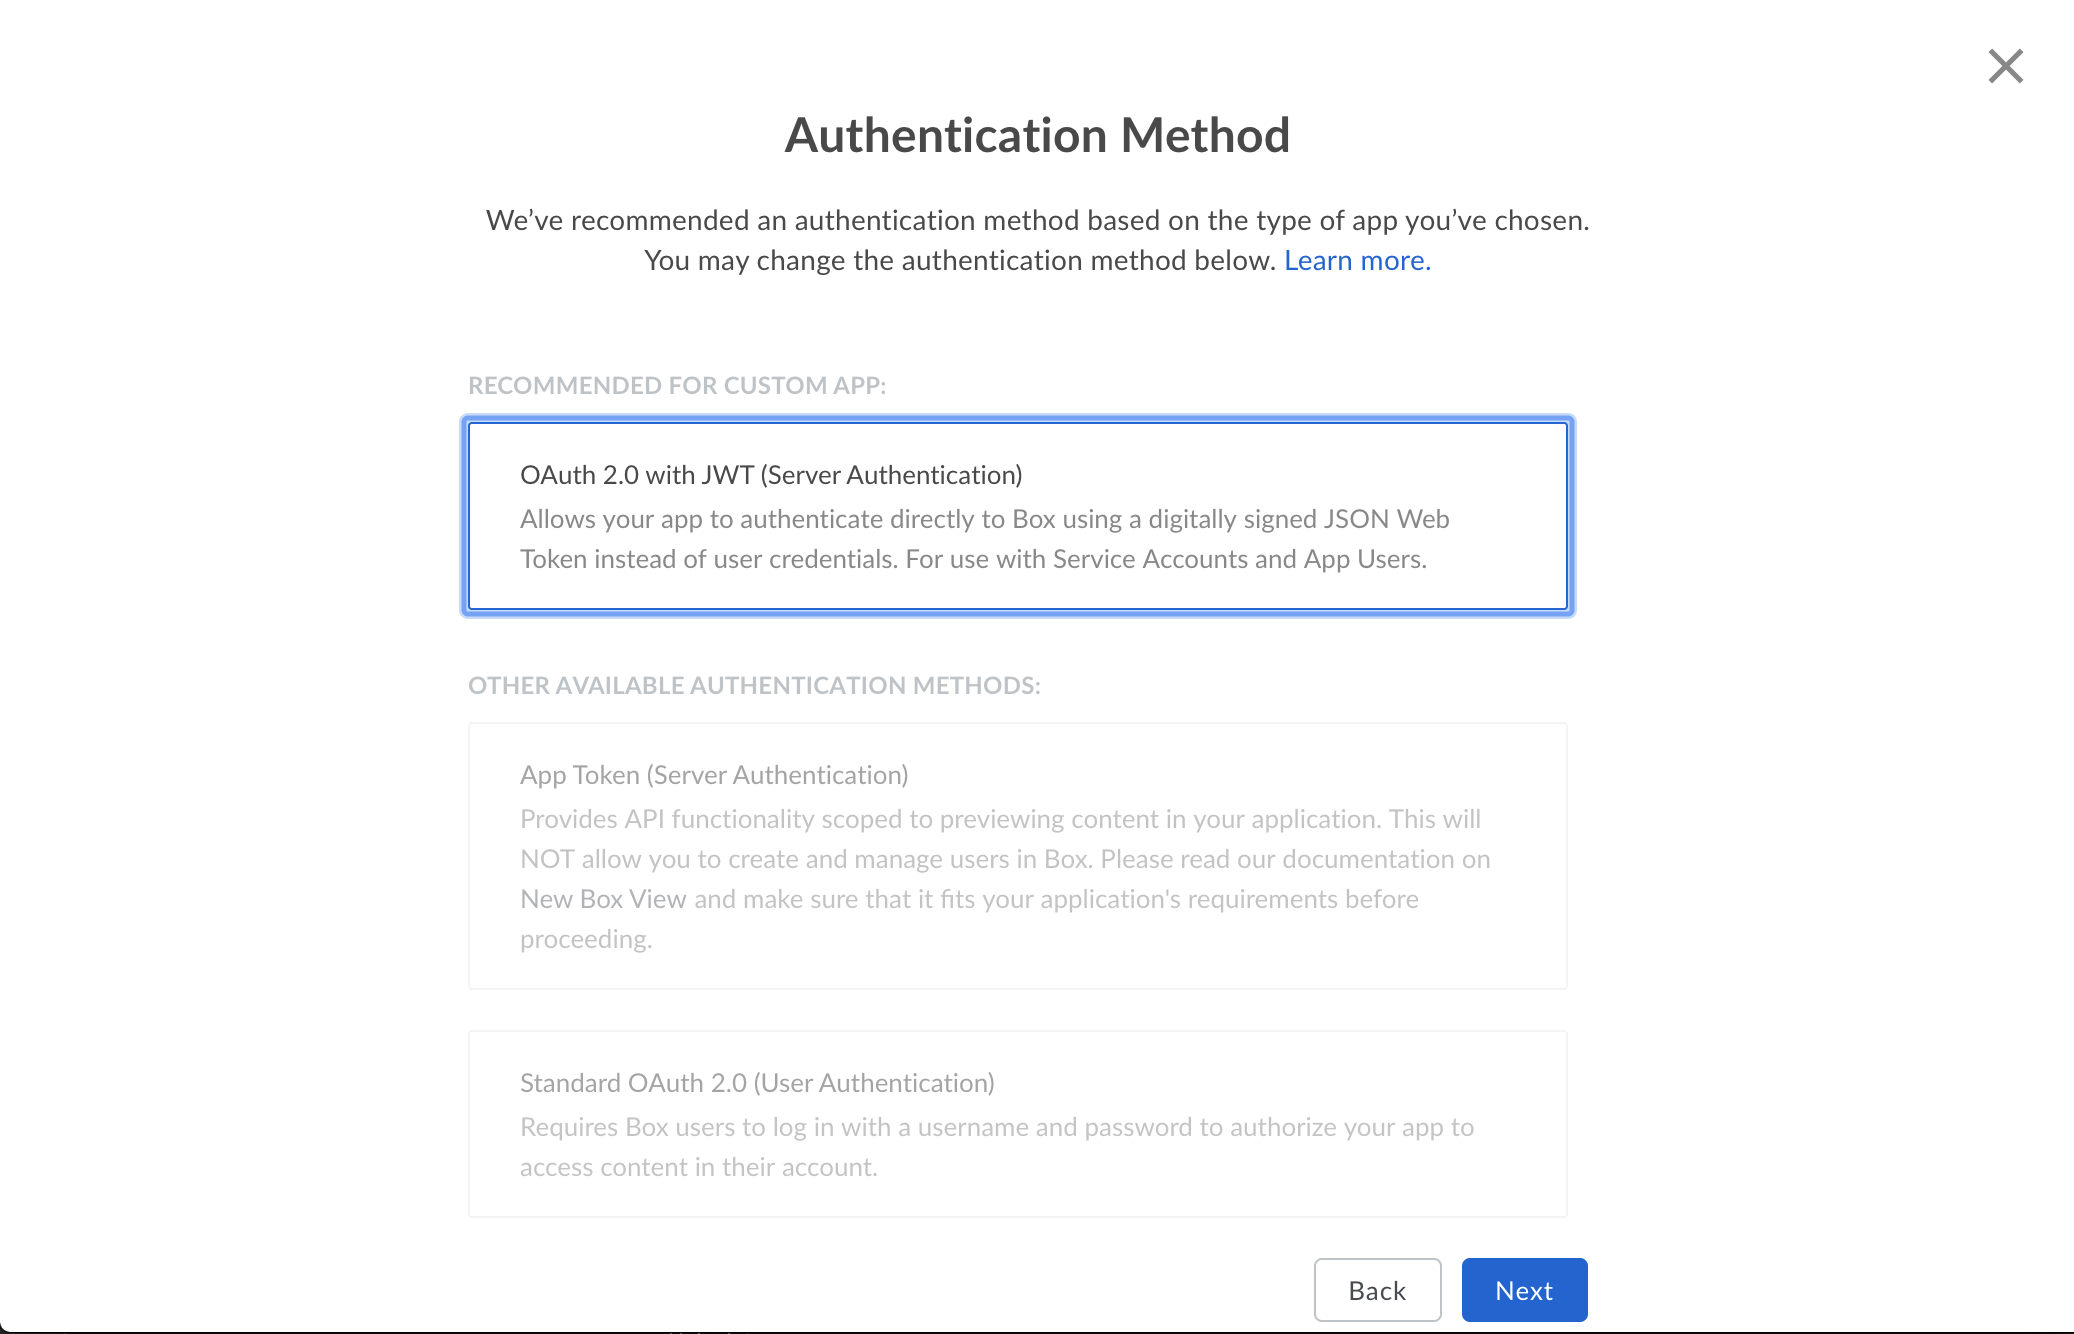 Authentication Method
We’ve recommended an authentication method based on the type of app you’ve chosen.
You may change the authentication method below. Learn more.
RECOMMENDED FOR CUSTOM APP:
OAuth 2.0 with JWT (Server Authentication)
Allows your app to authenticate directly to Box using a digitally signed JSON Web
Token instead of user credentials. For use with Service Accounts and App Users.
OTHER AVAILABLE AUTHENTICATION METHODS:
App Token (Server Authentication)
Provides API functionality scoped to previewing content in your application. This will
NOT allow you to create and manage users in Box. Please read our documentation on
New Box View and make sure that it fits your application's requirements before
proceeding.
Standard OAuth 2.0 (User Authentication)
Requires Box users to log in with a username and password to authorize your app to
access content in their account.
Back Next